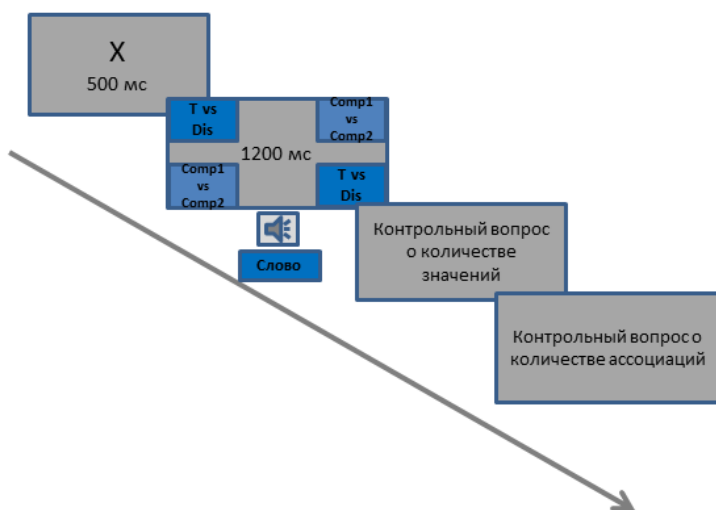 X
500 мс
T vs
Dis
Comp1
vs
Comp2
1200 мс
Comp1
vs
Comp2
T vs
Dis
Слово
Контрольный вопрос
о количестве
значений
Контрольный вопрос о
количестве ассоциаций